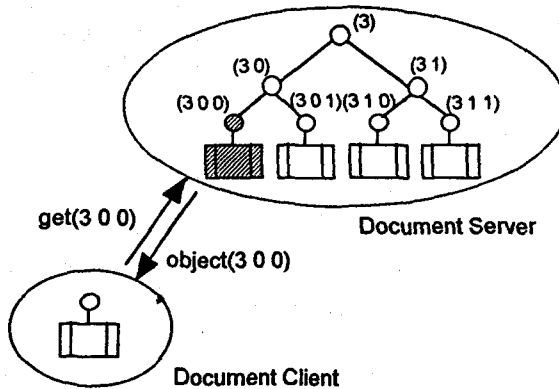 (3)
(3 0)
(3 1)
(3 0 0)
(3 0 1)
(3 1 0)
(3 1 1)
get(3 0 0)
Document Server
object(3 0 0)
Document Client